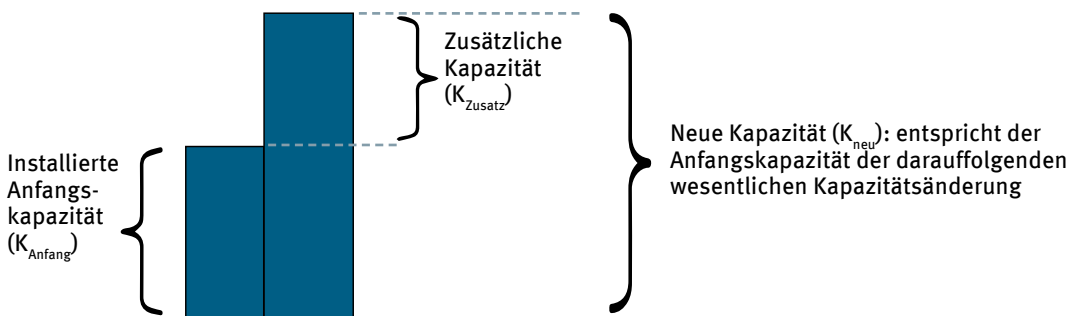 Zusätzliche
Kapazität
(K_Zusatz)
Installierte
Anfangs-
kapazität
(K_Anfang)
Neue Kapazität (K_neu): entspricht der
Anfangskapazität der darauffolgenden
wesentlichen Kapazitätsänderung